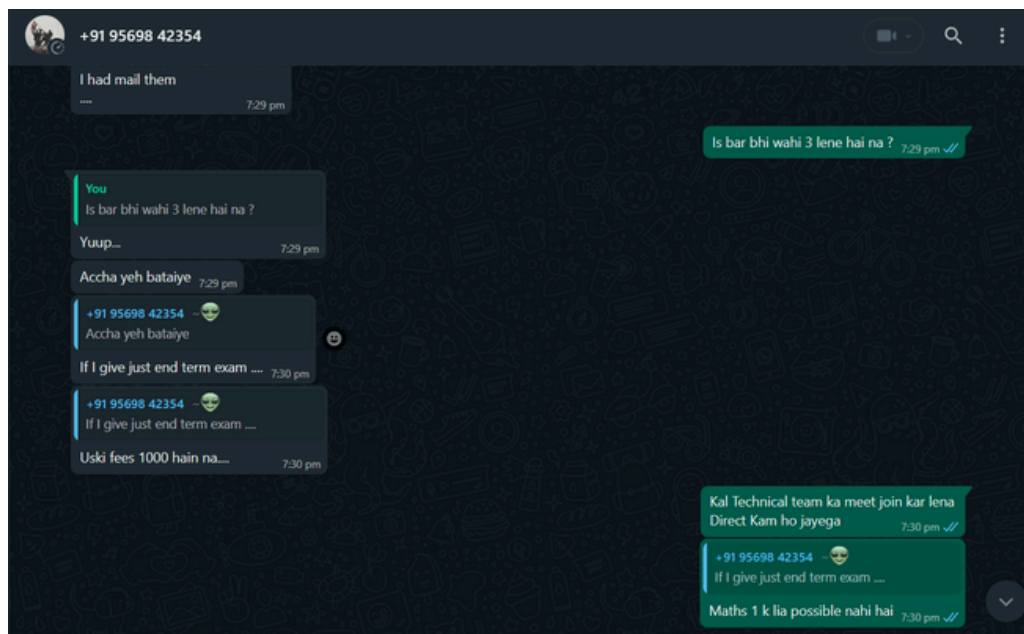 +91 95698 42354
I had mail them
....
7:29 pm
Is bar bhi wahi 3 lene hai na ? 7:29 pm
You
Is bar bhi wahi 3 lene hai na ?
Yuup... 7:29 pm
Accha yeh bataiye 7:29 pm
+91 95698 42354 ~👽
Accha yeh bataiye
If I give just end term exam .... 7:30 pm
+91 95698 42354 ~👽
If I give just end term exam ....
Uski fees 1000 hain na.... 7:30 pm
Kal Technical team ka meet join kar lena
Direct Kam ho jayega 7:30 pm
+91 95698 42354 ~👽
If I give just end term exam ....
Maths 1 k lia possible nahi hai 7:30 pm